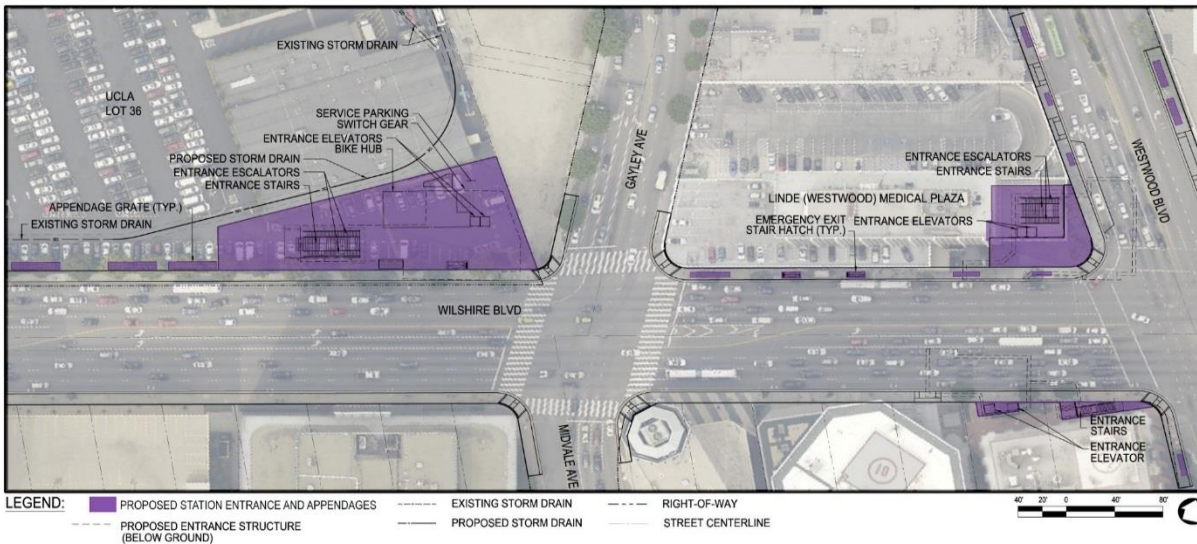 EXISTING STORM DRAIN
UCLA
LOT 36
SERVICE PARKING
SWITCH GEAR
ENTRANCE ELEVATORS
BIKE HUB
PROPOSED STORM DRAIN
ENTRANCE ESCALATORS
ENTRANCE STAIRS
APPENDAGE GRATE (TYP.)
EXISTING STORM DRAIN
GAYLEY AVE
WESTWOOD BLVD
ENTRANCE ESCALATORS
ENTRANCE STAIRS
LINDE (WESTWOOD) MEDICAL PLAZA
EMERGENCY EXIT
STAIR HATCH (TYP.)
ENTRANCE ELEVATORS
WILSHIRE BLVD
MIDVALE AVE
ENTRANCE
STAIRS
ENTRANCE
ELEVATOR
LEGEND:
PROPOSED STATION ENTRANCE AND APPENDAGES
PROPOSED ENTRANCE STRUCTURE
(BELOW GROUND)
EXISTING STORM DRAIN
PROPOSED STORM DRAIN
RIGHT-OF-WAY
STREET CENTERLINE
40' 20' 0 40' 80'